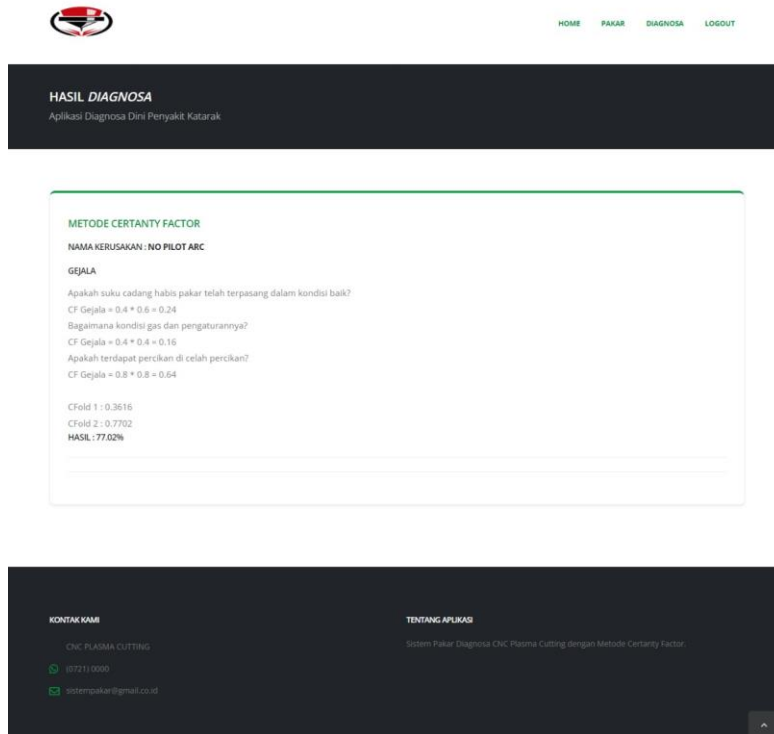 HOME PAKAR DIAGNOSA LOGOUT
HASIL DIAGNOSA
Aplikasi Diagnosa Dini Penyakit Katarak
METODE CERTANTY FACTOR
NAMA KERUSAKAN : NO PILOT ARC
GEJALA
Apakah suku cadang habis pakar telah terpasang dalam kondisi baik?
CF Gejala = 0.4 * 0.6 = 0.24
Bagaimana kondisi gas dan pengaturannya?
CF Gejala = 0.4 * 0.4 = 0.16
Apakah terdapat percikan di celah percikan?
CF Gejala = 0.8 * 0.8 = 0.64
CFold 1 : 0.3616
CFold 2 : 0.7702
HASIL : 77.02%
KONTAK KAMI
CNC PLASMA CUTTING
(0721) 0000
sistempakar@gmail.co.id
TENTANG APLIKASI
Sistem Pakar Diagnosa CNC Plasma Cutting dengan Metode Certanty Factor.